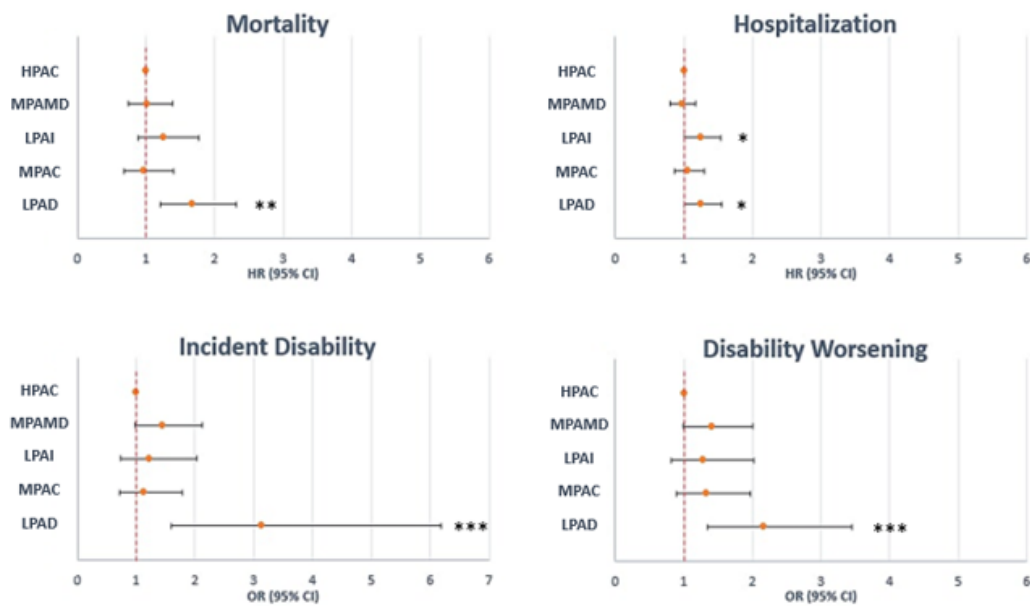 Mortality
HPAC
MPAMD
LPAI
MPAC
LPAD
**
0 1 2 3 4 5 6
HR (95% CI)
Hospitalization
HPAC
MPAMD
LPAI
*
MPAC
LPAD
*
0 1 2 3 4 5 6
HR (95% CI)
Incident Disability
HPAC
MPAMD
LPAI
MPAC
LPAD
***
0 1 2 3 4 5 6 7
OR (95% CI)
Disability Worsening
HPAC
MPAMD
LPAI
MPAC
LPAD
***
0 1 2 3 4 5 6
OR (95% CI)